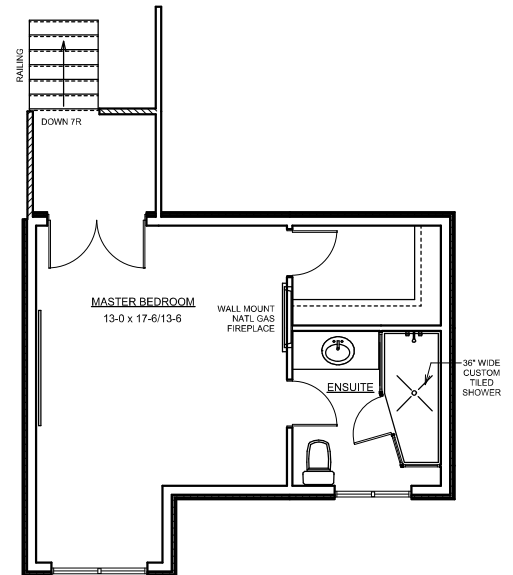 RAILING
DOWN 7R
MASTER BEDROOM
13-0 x 17-6/13-6
WALL MOUNT
NATL GAS
FIREPLACE
ENSUITE
36" WIDE
CUSTOM
TILED
SHOWER